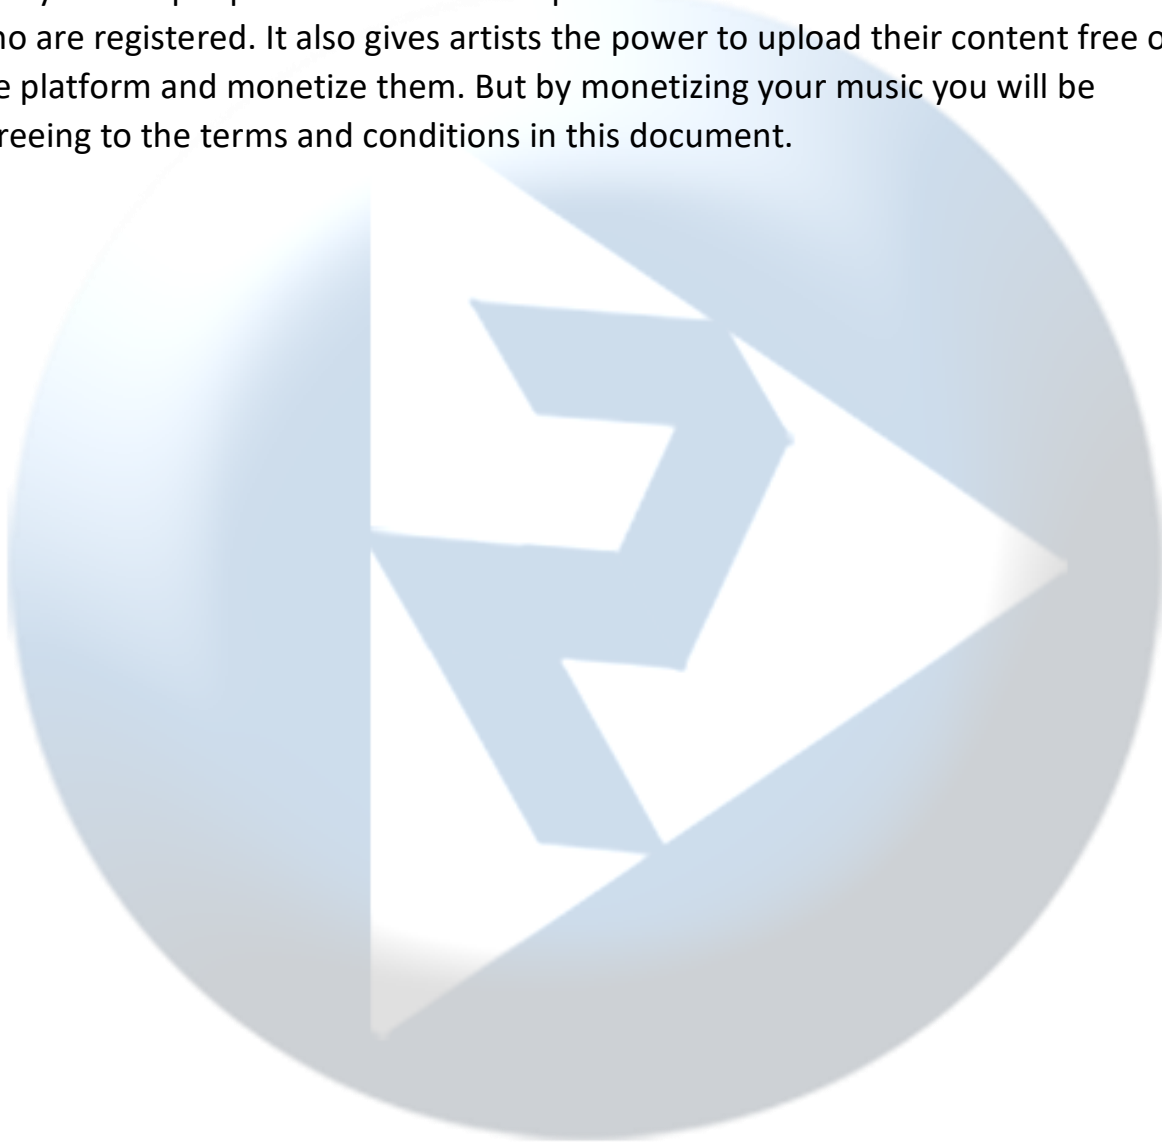 no are registered. It also gives artists the power to upload their content free o
e platform and monetize them. But by monetizing your music you will be
reeing to the terms and conditions in this document.